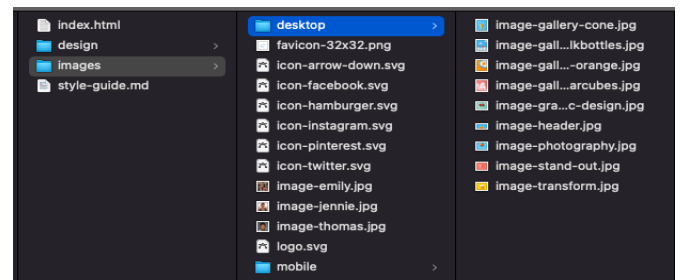 index.html
design
images
style-guide.md
desktop
favicon-32x32.png
icon-arrow-down.svg
icon-facebook.svg
icon-hamburger.svg
icon-instagram.svg
icon-pinterest.svg
icon-twitter.svg
image-emily.jpg
image-jennie.jpg
image-thomas.jpg
logo.svg
mobile
image-gallery-cone.jpg
image-gall...lkbottles.jpg
image-gall...-orange.jpg
image-gall...arcubes.jpg
image-gra...c-design.jpg
image-header.jpg
image-photography.jpg
image-stand-out.jpg
image-transform.jpg